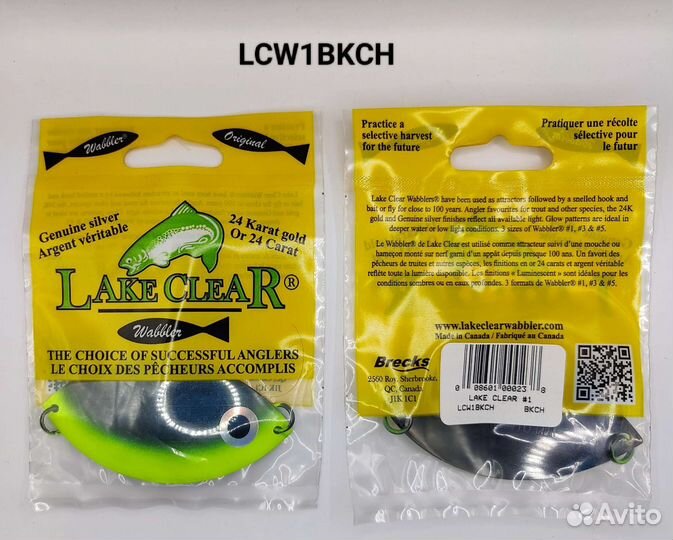 LCW1BKCH
Wabbler®
Original
Genuine silver
Argent véritable
24 Karat gold
Or 24 Carat
LAKE CLEAR®
Wabbler
THE CHOICE OF SUCCESSFUL ANGLERS
LE CHOIX DES PÊCHEURS ACCOMPLIS
Practice a
selective harvest
for the future
Pratiquer une récolte
sélective pour
le futur
Lake Clear Wabblers® have been used as attractors followed by a snelled hook and
bait or fly for close to 100 years. Angler favourites for trout and other species, the 24K
gold and Genuine silver finishes reflect all available light. Glow patterns are ideal in
deeper water or low light conditions. 3 sizes of Wabbler® #1, #3 & #5.
Le Wabbler® de Lake Clear est utilisé comme attracteur suivi d'une mouche ou
hameçon monté sur nerf garni d'un appât depuis presque 100 ans. Un favori des
pêcheurs de truites et autres espèces, les finitions en or 24 carats et argent véritable
reflète toute la lumière disponible. Les finitions « Luminescent » sont idéales pour les
conditions sombres ou en eaux profondes. 3 formats de Wabbler® #1, #3 et #5.
www.lakeclearwabbler.com
Made in Canada / Fabriqué au Canada
Brecks
2560 Roy, Sherbrooke,
QC, Canada
J1K 1C1
0 08601 00023 8
LAKE CLEAR #1
LCW1BKCH BKCH
Avito